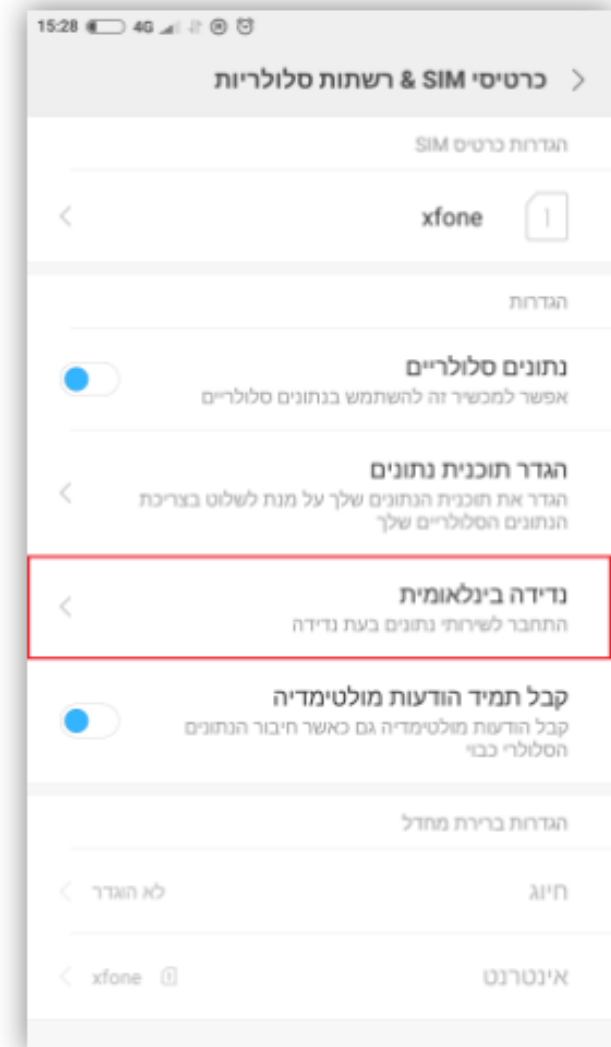 15:28 4G
כרטיסי SIM & רשתות סלולריות
הגדרות כרטיס SIM
xfone 1
הגדרות
נתונים סלולריים
אפשר למכשיר זה להשתמש בנתונים סלולריים
הגדר תוכנית נתונים
הגדר את תוכנית הנתונים שלך על מנת לשלוט בצריכת
הנתונים הסלולריים שלך
נדידה בינלאומית
התחבר לשירותי נתונים בעת נדידה
קבל תמיד הודעות מולטימדיה
קבל הודעות מולטימדיה גם כאשר חיבור הנתונים
הסלולרי כבוי
הגדרות ברירת מחדל
חיוג לא הוגדר
אינטרנט 1 xfone